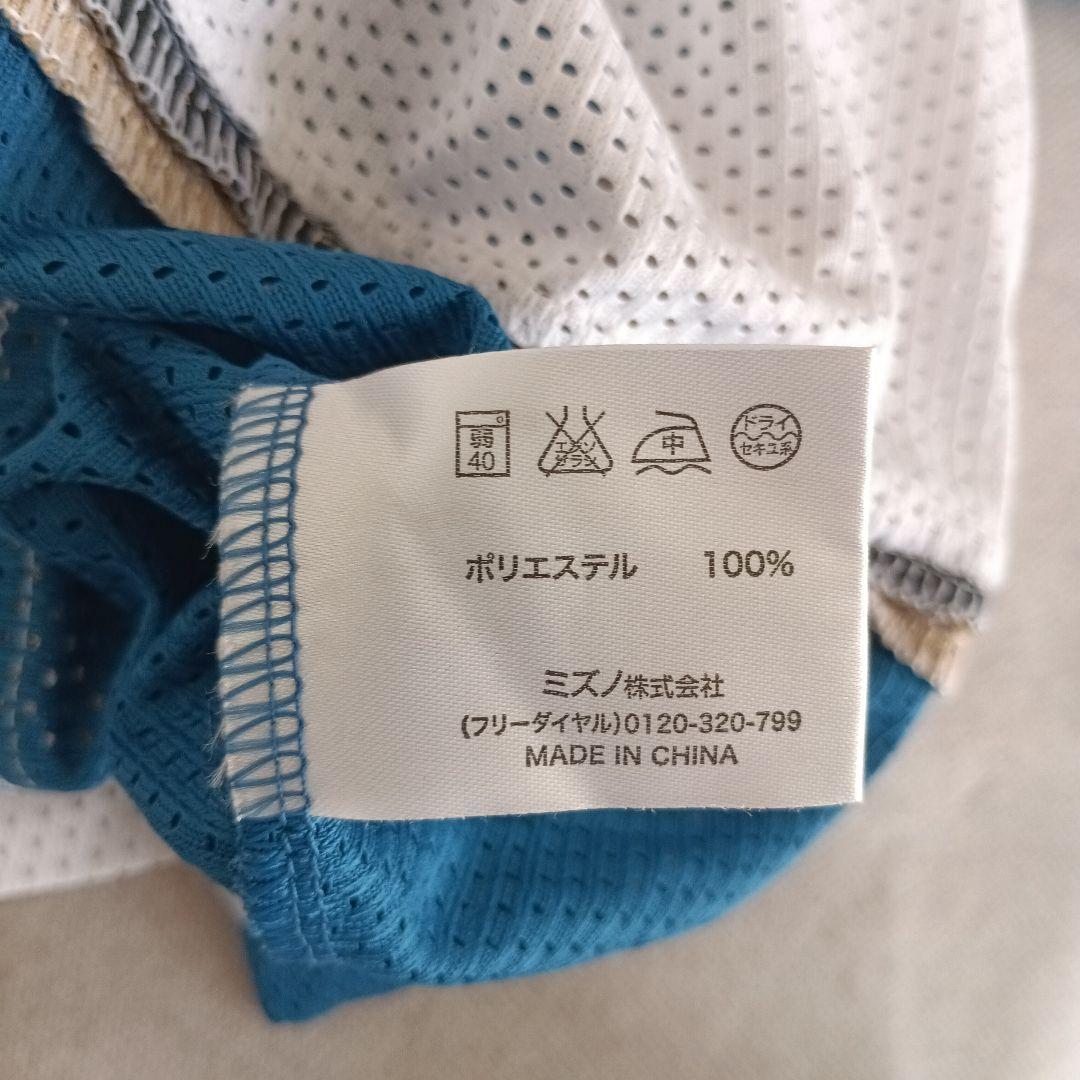 弱 40
エンソ サラシ
中
ドライ セキユ系
ポリエステル 100%
ミズノ株式会社
(フリーダイヤル)0120-320-799
MADE IN CHINA